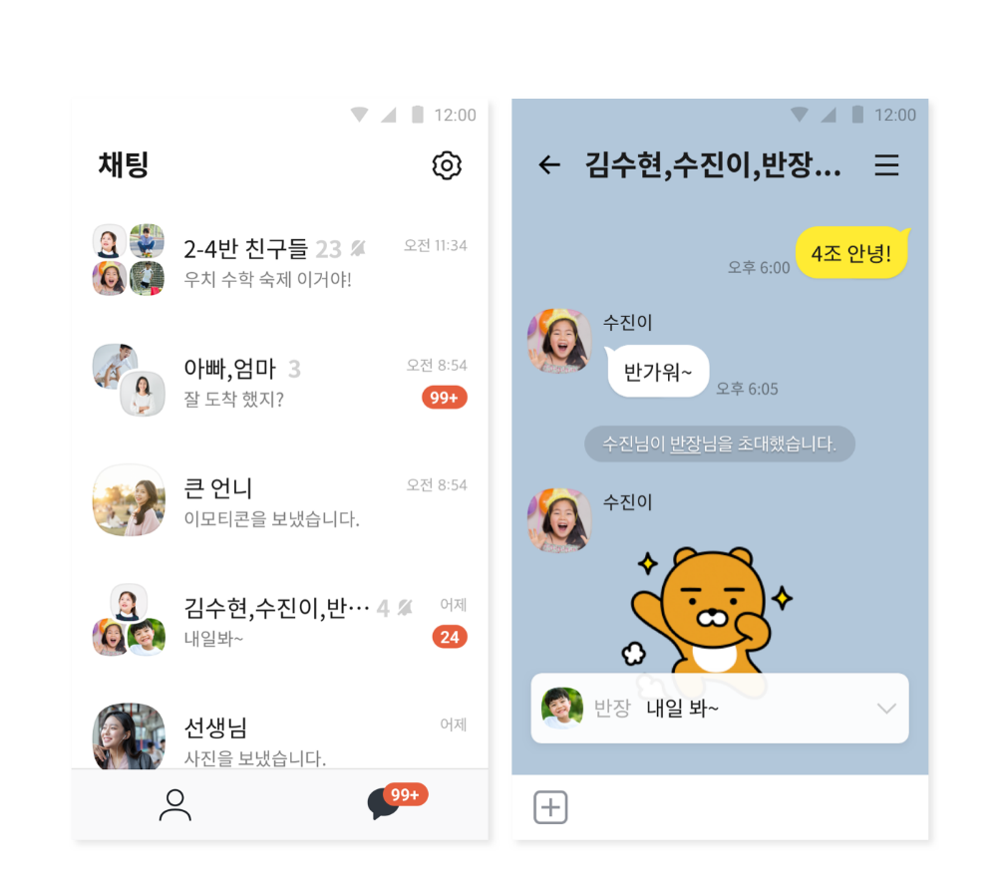 12:00
채팅
2-4반 친구들 23
오전 11:34
우치 수학 숙제 이거야!
아빠,엄마 3
오전 8:54
잘 도착 했지?
99+
큰 언니
오전 8:54
이모티콘을 보냈습니다.
김수현,수진이,반··· 4
어제
내일봐~
24
선생님
어제
사진을 보냈습니다.
99+
12:00
김수현,수진이,반장...
4조 안녕!
오후 6:00
수진이
반가워~
오후 6:05
수진님이 반장님을 초대했습니다.
수진이
반장 내일 봐~